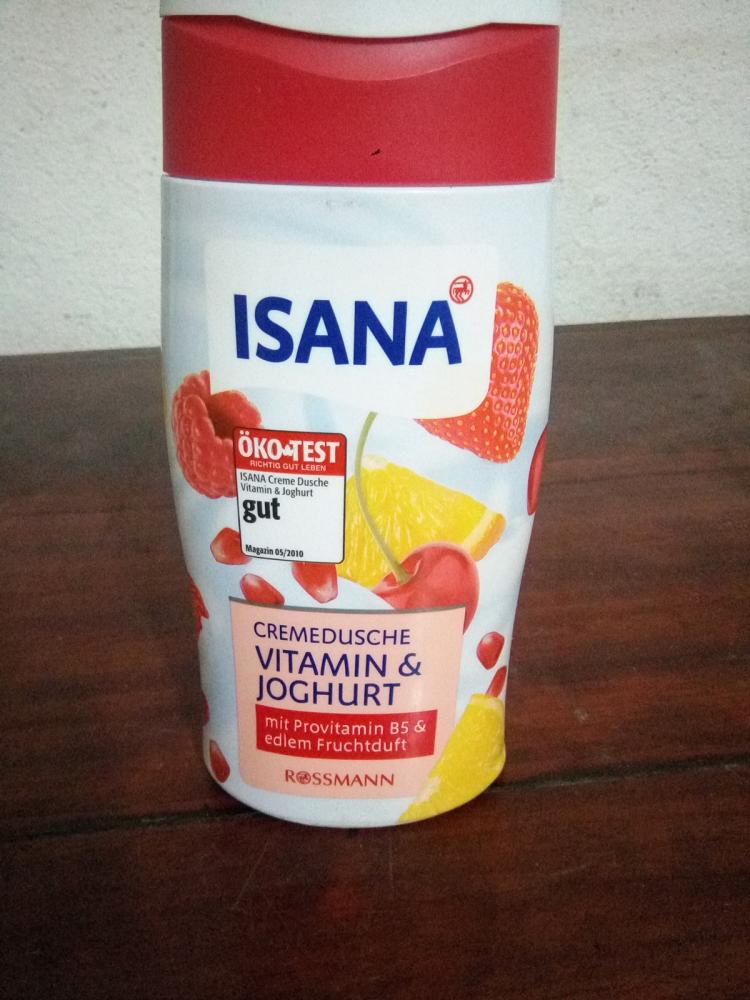 ISANA
ÖKO-TEST
RICHTIG GUT LEBEN
ISANA Creme Dusche
Vitamin & Joghurt
gut
Magazin 05/2010
CREMEDUSCHE
VITAMIN &
JOGHURT
mit Provitamin B5 &
edlem Fruchtduft
ROSSMANN